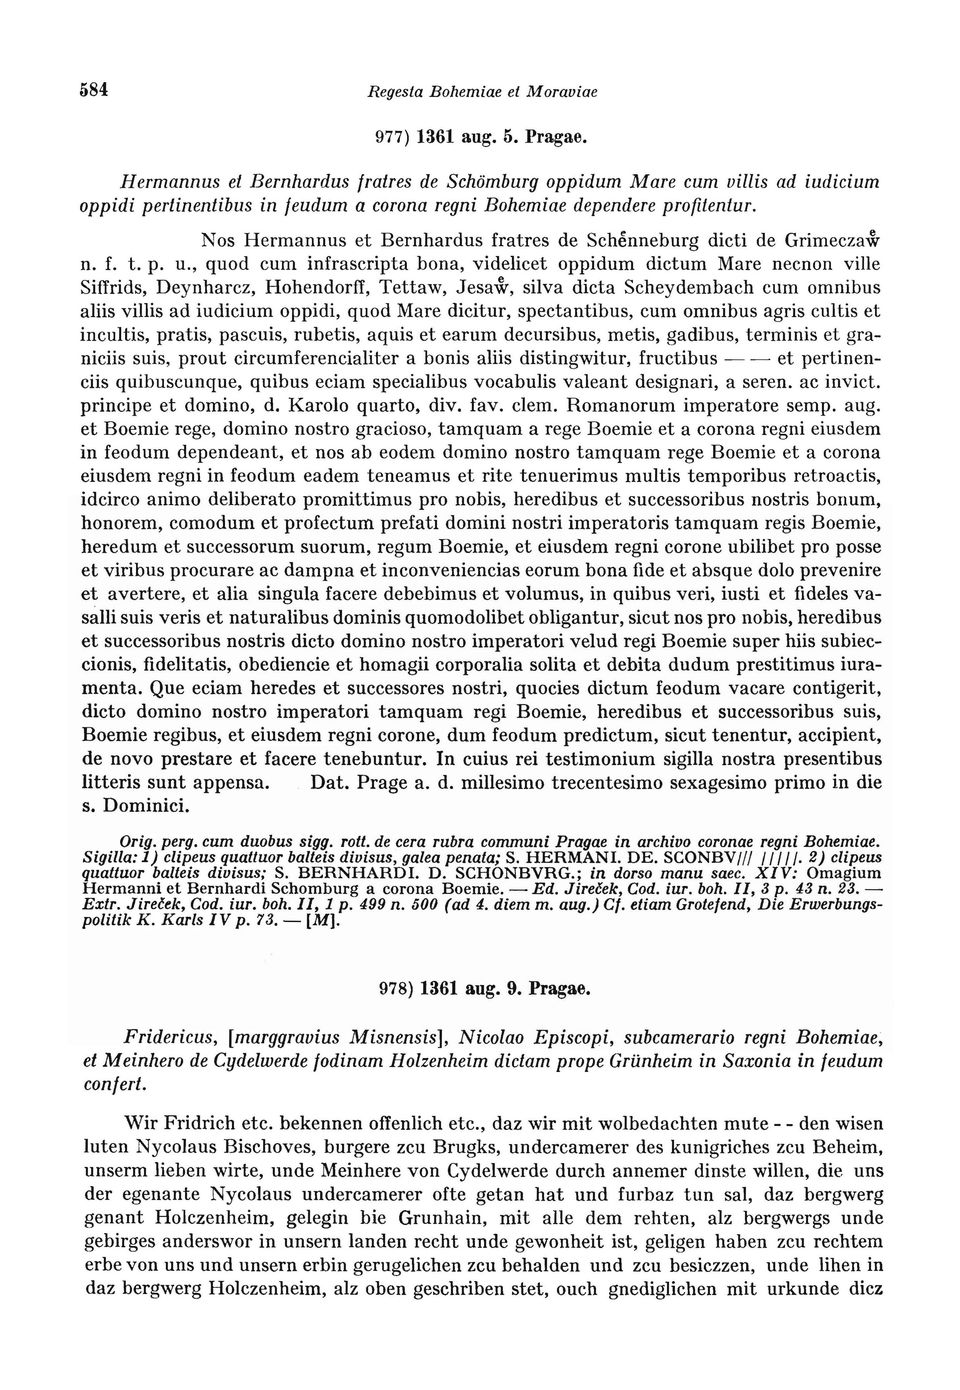 584
Regesta Bohemiae et Moraviae
977) 1361 aug. 5. Pragae.
Hermannus et Bernhardus fratres de Schömburg oppidum Mare cum villis ad iudicium
oppidi pertinentibus in feudum a corona regni Bohemiae dependere profitentur.
Nos Hermannus et Bernhardus fratres de Schénneburg dicti de Grimeczawͤ
n. f. t. p. u., quod cum infrascripta bona, videlicet oppidum dictum Mare necnon ville
Siffrids, Deynharcz, Hohendorff, Tettaw, Jesawͤ, silva dicta Scheydembach cum omnibus
aliis villis ad iudicium oppidi, quod Mare dicitur, spectantibus, cum omnibus agris cultis et
incultis, pratis, pascuis, rubetis, aquis et earum decursibus, metis, gadibus, terminis et gra-
niciis suis, prout circumferencialiter a bonis aliis distingwitur, fructibus — — et pertinen-
ciis quibuscunque, quibus eciam specialibus vocabulis valeant designari, a seren. ac invict.
principe et domino, d. Karolo quarto, div. fav. clem. Romanorum imperatore semp. aug.
et Boemie rege, domino nostro gracioso, tamquam a rege Boemie et a corona regni eiusdem
in feodum dependeant, et nos ab eodem domino nostro tamquam rege Boemie et a corona
eiusdem regni in feodum eadem teneamus et rite tenuerimus multis temporibus retroactis,
idcirco animo deliberato promittimus pro nobis, heredibus et successoribus nostris bonum,
honorem, comodum et profectum prefati domini nostri imperatoris tamquam regis Boemie,
heredum et successorum suorum, regum Boemie, et eiusdem regni corone ubilibet pro posse
et viribus procurare ac dampna et inconveniencias eorum bona fide et absque dolo prevenire
et avertere, et alia singula facere debebimus et volumus, in quibus veri, iusti et fideles va-
salli suis veris et naturalibus dominis quomodolibet obligantur, sicut nos pro nobis, heredibus
et successoribus nostris dicto domino nostro imperatori velud regi Boemie super hiis subiec-
cionis, fidelitatis, obediencie et homagii corporalia solita et debita dudum prestitimus iura-
menta. Que eciam heredes et successores nostri, quocies dictum feodum vacare contigerit,
dicto domino nostro imperatori tamquam regi Boemie, heredibus et successoribus suis,
Boemie regibus, et eiusdem regni corone, dum feodum predictum, sicut tenentur, accipient,
de novo prestare et facere tenebuntur. In cuius rei testimonium sigilla nostra presentibus
litteris sunt appensa. Dat. Prage a. d. millesimo trecentesimo sexagesimo primo in die
s. Dominici.
Orig. perg. cum duobus sigg. rott. de cera rubra communi Pragae in archivo coronae regni Bohemiae.
Sigilla: 1) clipeus quattuor balteis divisus, galea penata; S. HERMANI. DE. SCONBV/// /////. 2) clipeus
quattuor balteis divisus; S. BERNHARDI. D. SCHONBVRG.; in dorso manu saec. XIV: Omagium
Hermanni et Bernhardi Schomburg a corona Boemie. — Ed. Jireček, Cod. iur. boh. II, 3 p. 43 n. 23. —
Extr. Jireček, Cod. iur. boh. II, 1 p. 499 n. 500 (ad 4. diem m. aug.) Cf. etiam Grotefend, Die Erwerbungs-
politik K. Karls IV p. 73. — [M].
978) 1361 aug. 9. Pragae.
Fridericus, [marggravius Misnensis], Nicolao Episcopi, subcamerario regni Bohemiae,
et Meinhero de Cydelwerde fodinam Holzenheim dictam prope Grünheim in Saxonia in feudum
confert.
Wir Fridrich etc. bekennen offenlich etc., daz wir mit wolbedachten mute - - den wisen
luten Nycolaus Bischoves, burgere zcu Brugks, undercamerer des kunigriches zcu Beheim,
unserm lieben wirte, unde Meinhere von Cydelwerde durch annemer dinste willen, die uns
der egenante Nycolaus undercamerer ofte getan hat und furbaz tun sal, daz bergwerg
genant Holczenheim, gelegin bie Grunhain, mit alle dem rehten, alz bergwergs unde
gebirges anderswor in unsern landen recht unde gewonheit ist, geligen haben zcu rechtem
erbe von uns und unsern erbin gerugelichen zcu behalden und zcu besiczzen, unde lihen in
daz bergwerg Holczenheim, alz oben geschriben stet, ouch gnediglichen mit urkunde dicz